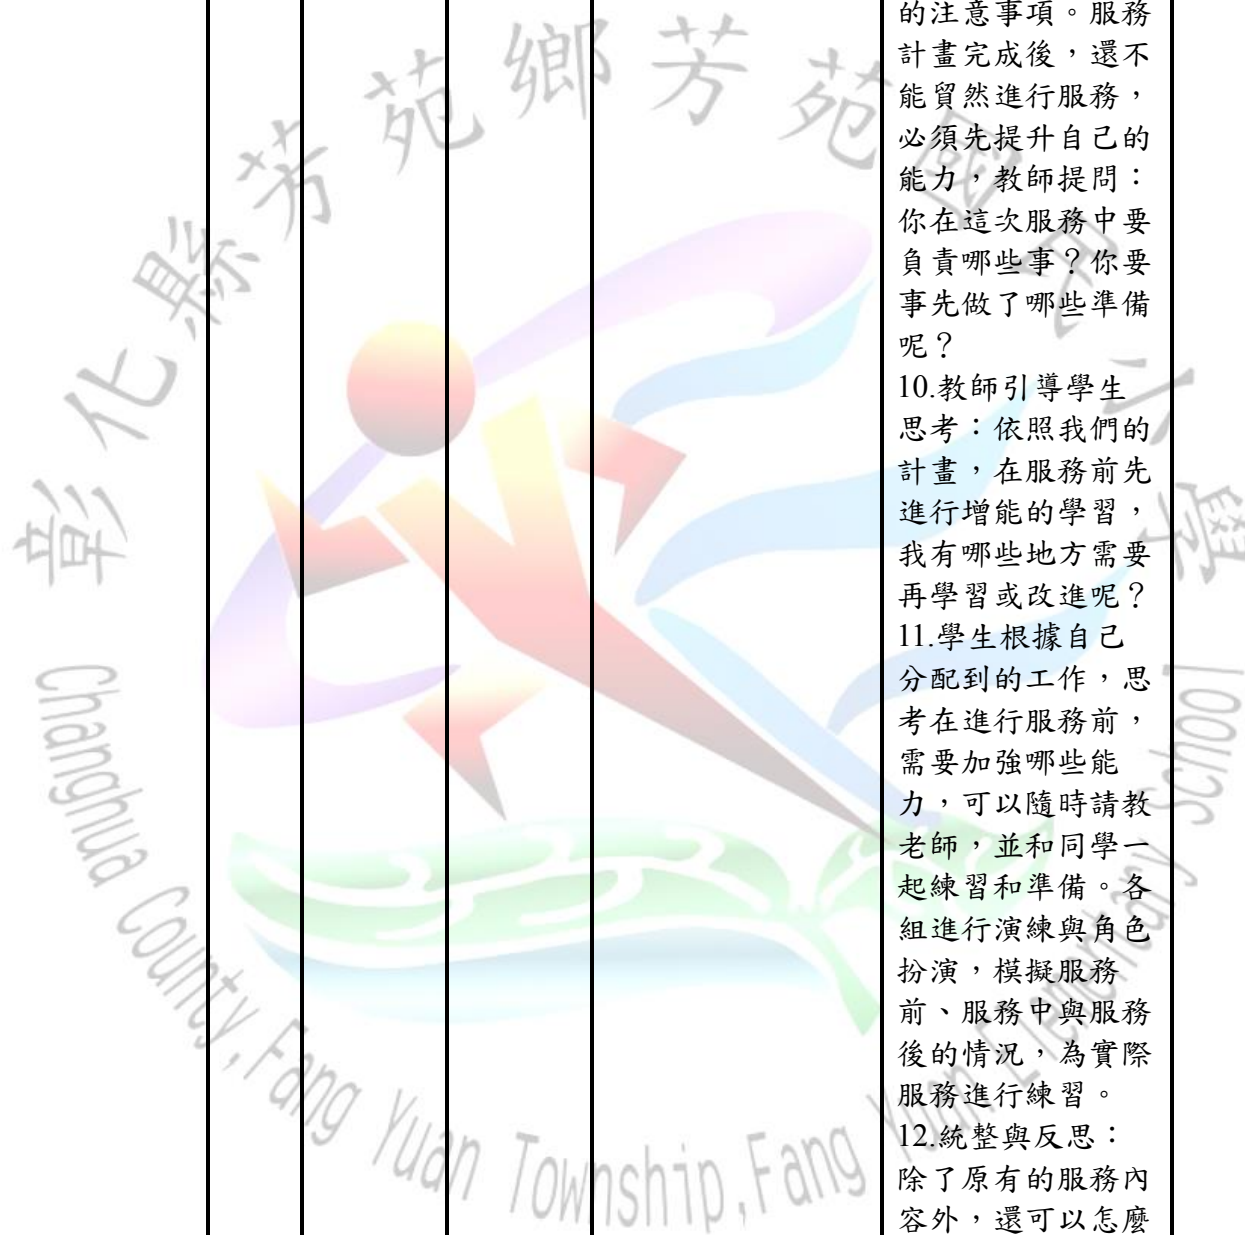 的注意事項。服務
計畫完成後，還不
能貿然進行服務，
必須先提升自己的
能力，教師提問：
你在這次服務中要
負責哪些事？你要
事先做了哪些準備
呢？
10.教師引導學生
思考：依照我們的
計畫，在服務前先
進行增能的學習，
我有哪些地方需要
再學習或改進呢？
11.學生根據自己
分配到的工作，思
考在進行服務前，
需要加強哪些能
力，可以隨時請教
老師，並和同學一
起練習和準備。各
組進行演練與角色
扮演，模擬服務
前、服務中與服務
後的情況，為實際
服務進行練習。
12.統整與反思：
除了原有的服務內
容外，還可以怎麼
彰化縣芳苑鄉芳苑國民小學
Changhua County, Fang Yuan Township, Fang Yuan Elementary School